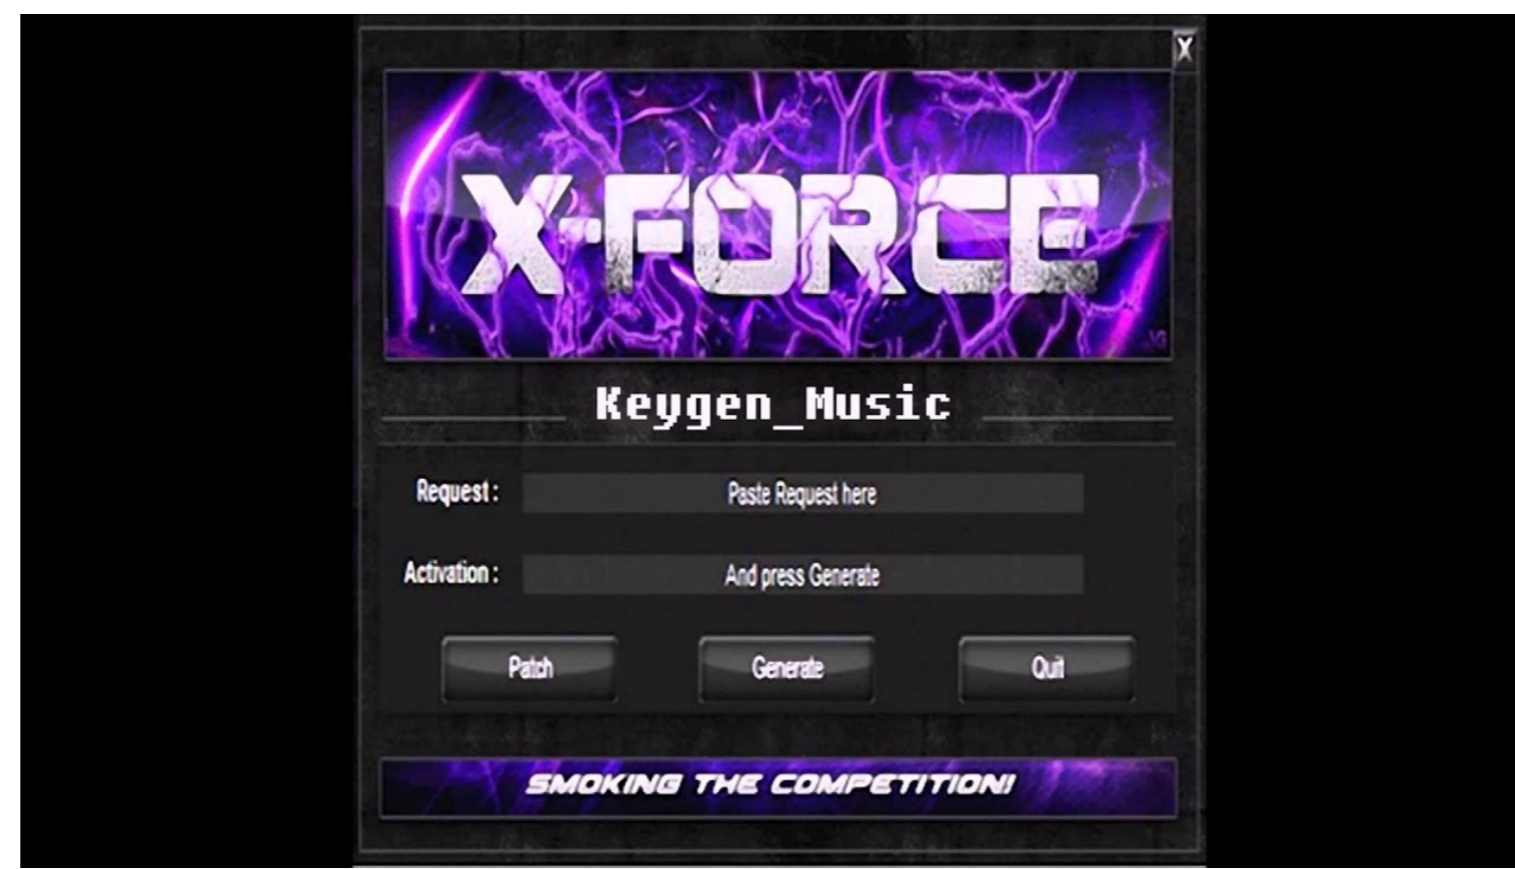 X
X-FORCE
Keygen_Music
Request :
Paste Request here
Activation :
And press Generate
Patch
Generate
Quit
SMOKING THE COMPETITION!